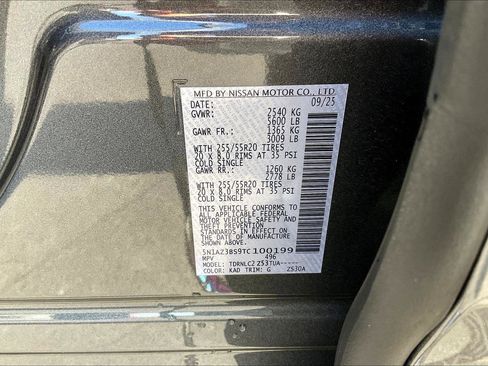 MFD BY NISSAN MOTOR CO., LTD
DATE: 09/25
GVWR: 2540 KG
5600 LB
GAWR FR.: 1365 KG
3009 LB
WITH 255/55R20 TIRES
20 x 8.0 RIMS AT 35 PSI
COLD SINGLE
GAWR RR.: 1260 KG
2778 LB
WITH 255/55R20 TIRES
20 x 8.0 RIMS AT 35 PSI
COLD SINGLE
THIS VEHICLE CONFORMS TO
ALL APPLICABLE FEDERAL
MOTOR VEHICLE SAFETY AND
THEFT PREVENTION STANDARDS
IN EFFECT ON THE DATE
OF MANUFACTURE SHOWN ABOVE.
5N1AZ3BS9TC100199
MPV 496
MODEL: TDRNLC2 Z53TUA-----
COLOR: KAD TRIM: G Z530A